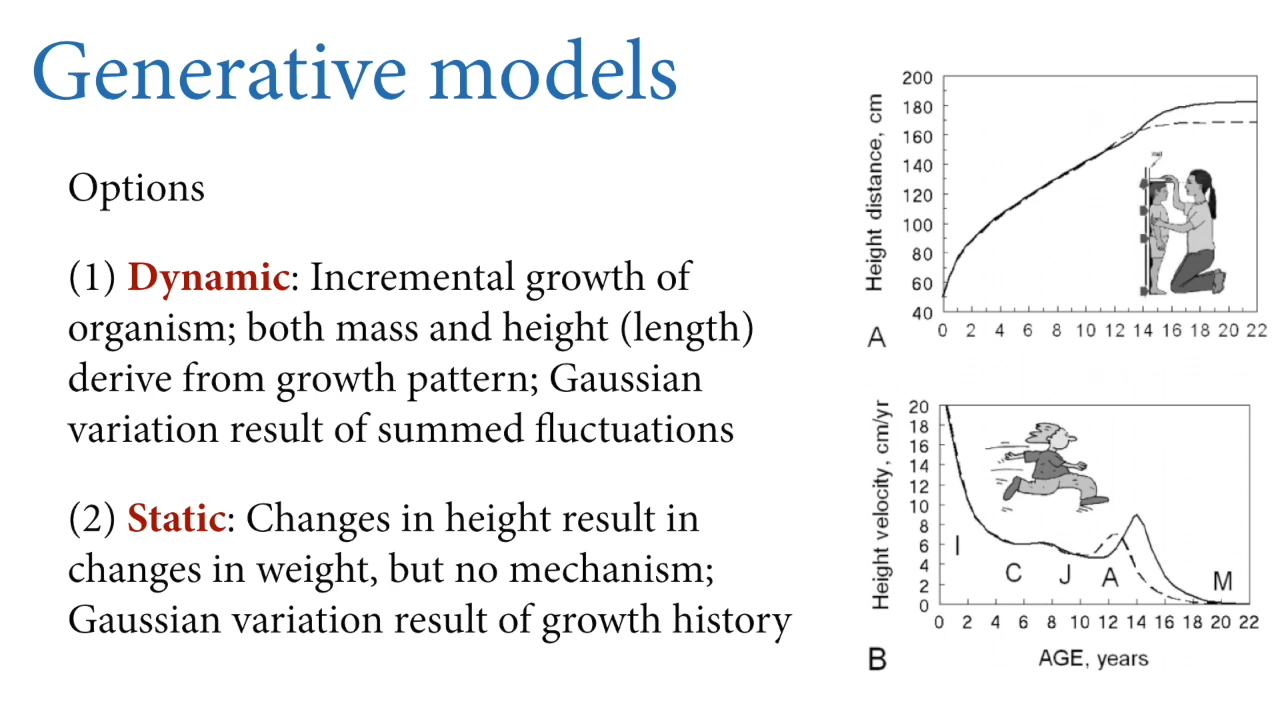 Generative models
Options
(1) Dynamic: Incremental growth of
organism; both mass and height (length)
derive from growth pattern; Gaussian
variation result of summed fluctuations
(2) Static: Changes in height result in
changes in weight, but no mechanism;
Gaussian variation result of growth history
Height distance, cm
200
180
160
140
120
100
80
60
40
0 2 4 6 8 10 12 14 16 18 20 22
A
Height velocity, cm/yr
20
18
16
14
12
10
8
6
4
2
0
I
C
J
A
M
0 2 4 6 8 10 12 14 16 18 20 22
B
AGE, years